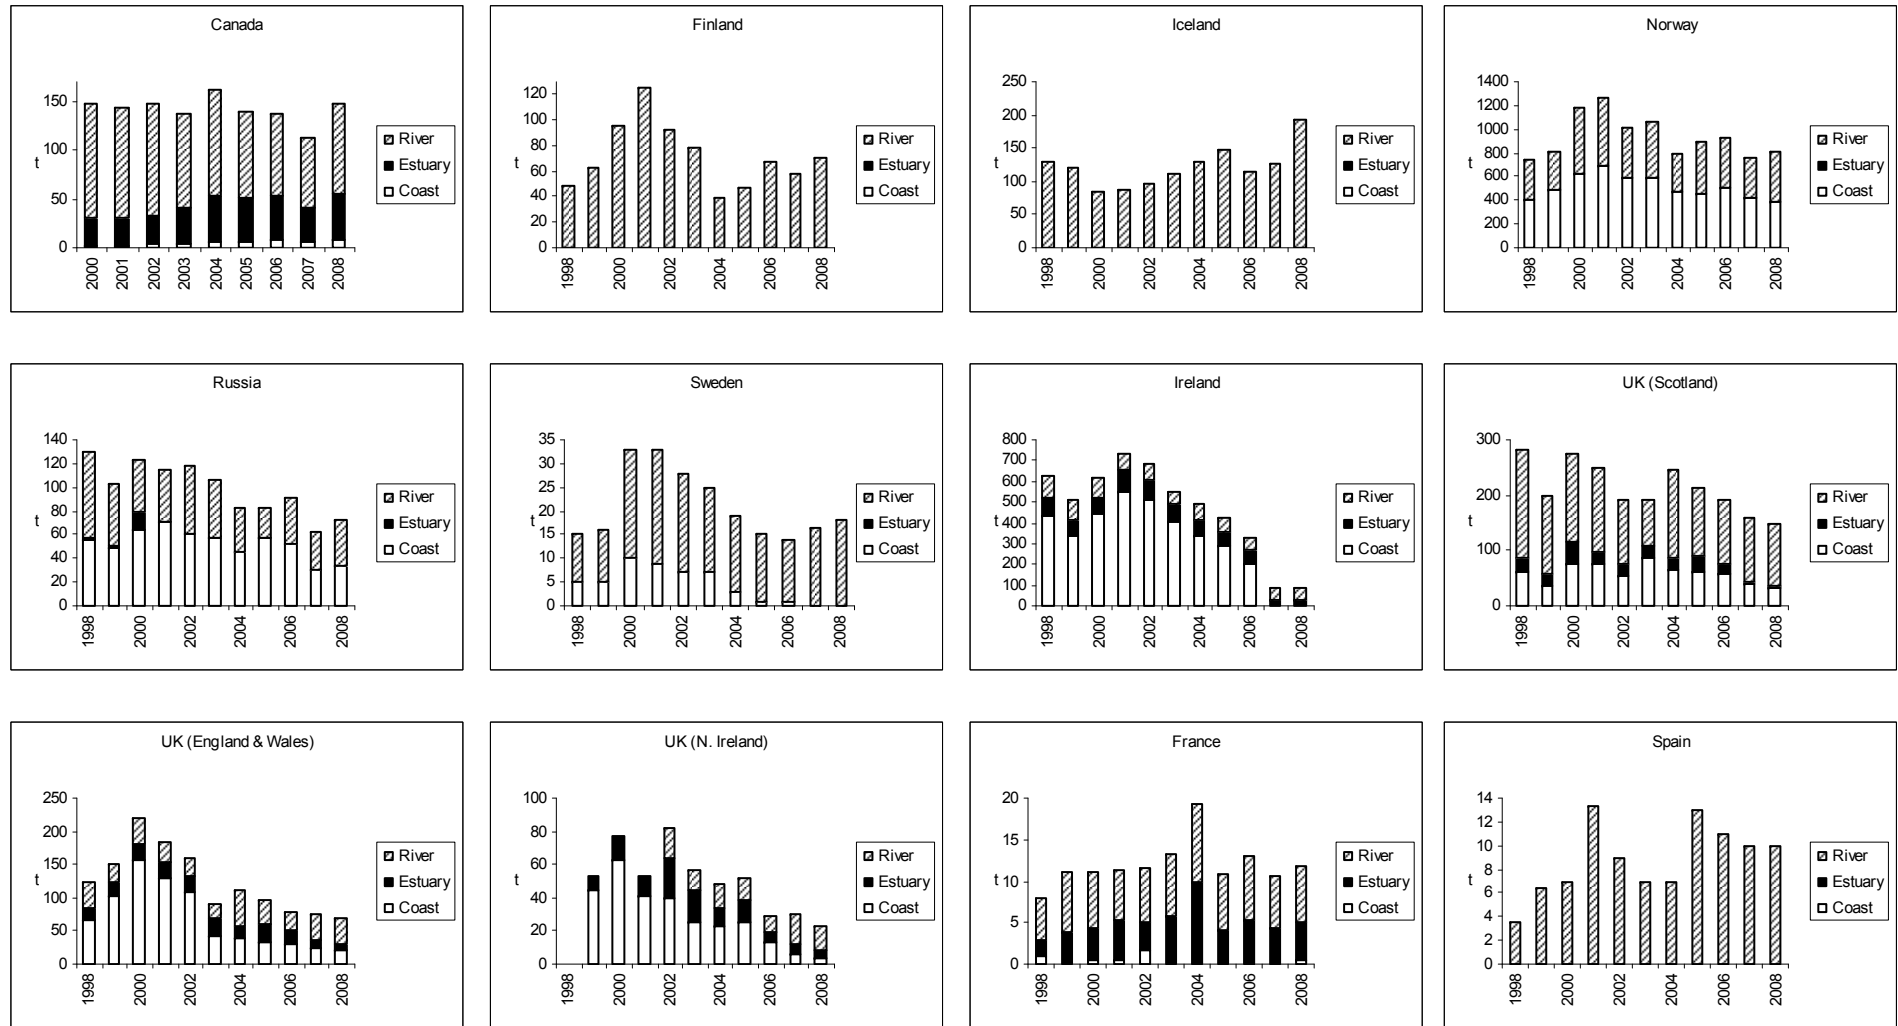 Canada
150
100
50
0
t
2000
2001
2002
2003
2004
2005
2006
2007
2008
River
Estuary
Coast
Finland
120
100
80
60
40
20
0
t
1998
2000
2002
2004
2006
2008
River
Estuary
Coast
Iceland
250
200
150
100
50
0
t
1998
2000
2002
2004
2006
2008
River
Estuary
Coast
Norway
1400
1200
1000
800
600
400
200
0
t
1998
2000
2002
2004
2006
2008
River
Estuary
Coast
Russia
140
120
100
80
60
40
20
0
t
1998
2000
2002
2004
2006
2008
River
Estuary
Coast
Sweden
35
30
25
20
15
10
5
0
t
1998
2000
2002
2004
2006
2008
River
Estuary
Coast
Ireland
800
700
600
500
400
300
200
100
0
t
1998
2000
2002
2004
2006
2008
River
Estuary
Coast
UK (Scotland)
300
200
100
0
t
1998
2000
2002
2004
2006
2008
River
Estuary
Coast
UK (England & Wales)
250
200
150
100
50
0
t
1998
2000
2002
2004
2006
2008
River
Estuary
Coast
UK (N. Ireland)
100
80
60
40
20
0
t
1998
2000
2002
2004
2006
2008
River
Estuary
Coast
France
20
15
10
5
0
t
1998
2000
2002
2004
2006
2008
River
Estuary
Coast
Spain
14
12
10
8
6
4
2
0
t
1998
2000
2002
2004
2006
2008
River
Estuary
Coast